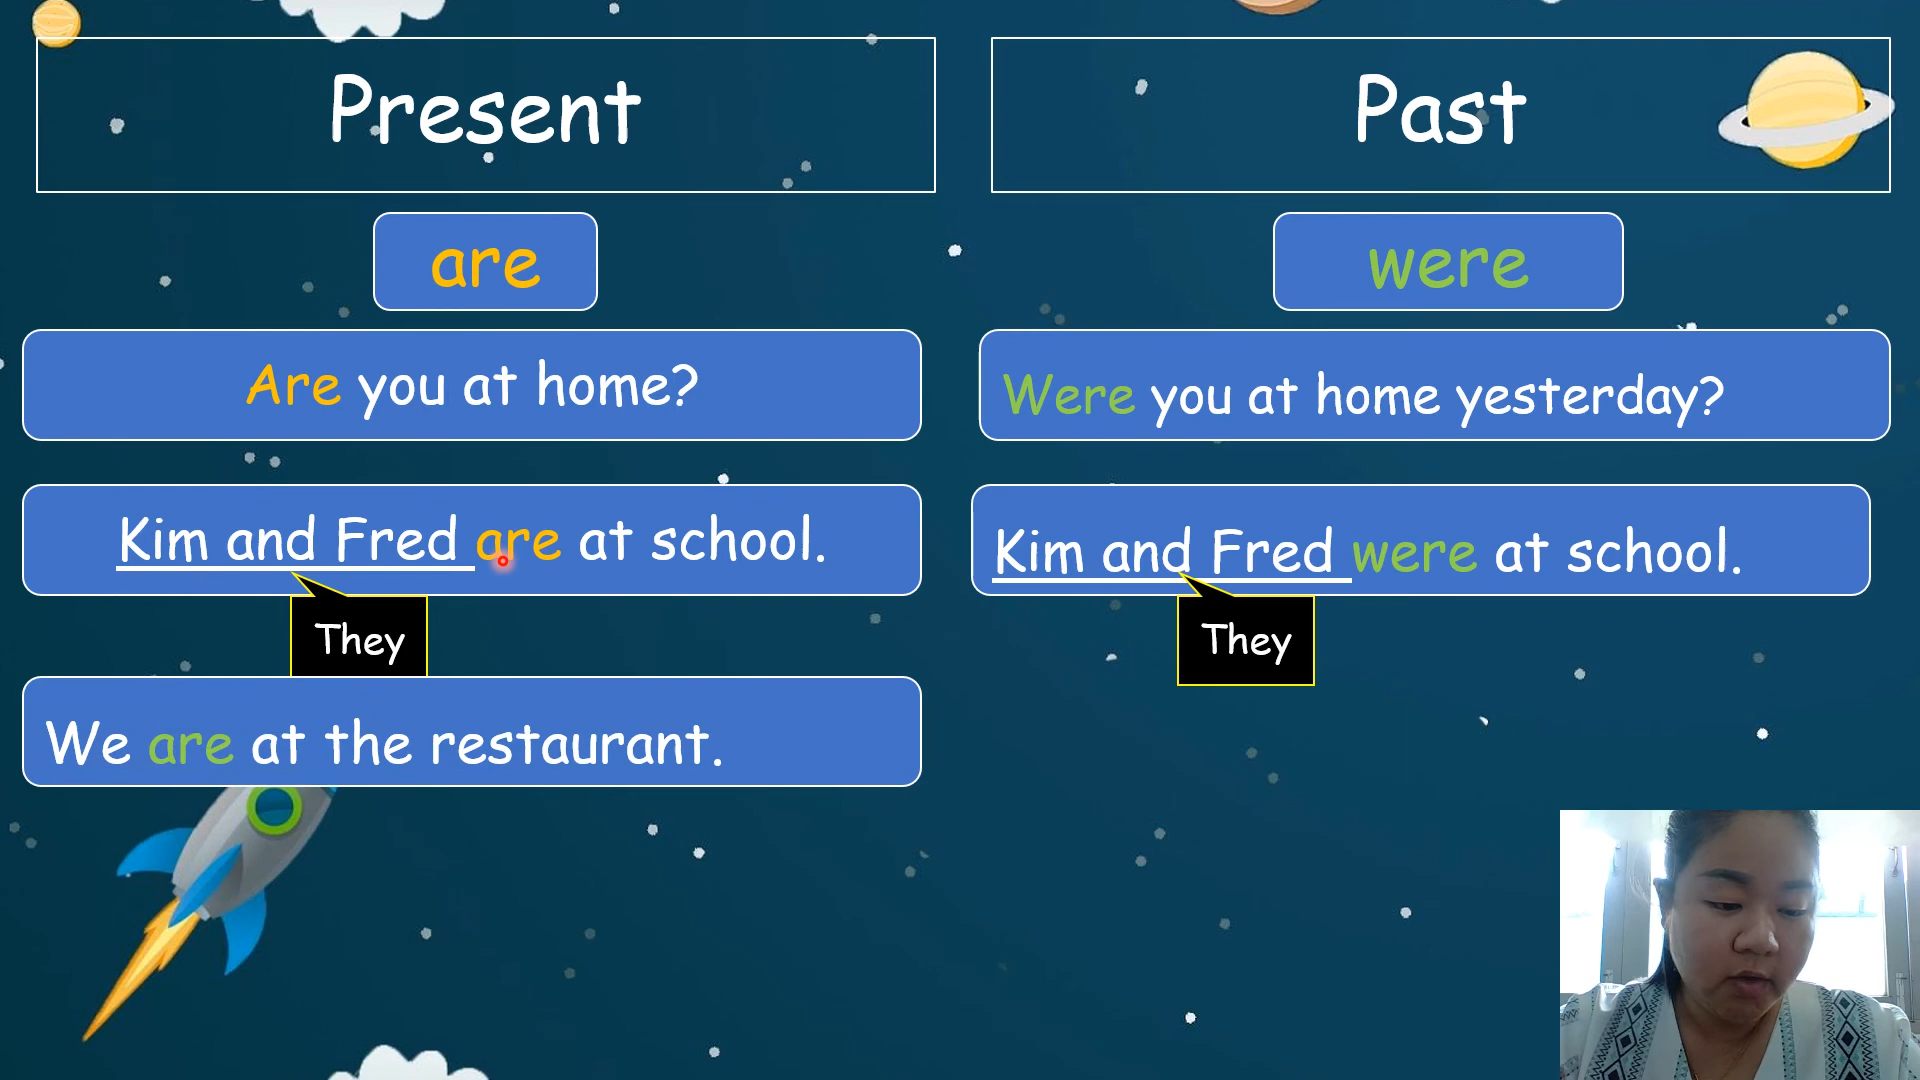 Present
Past
are
were
Are you at home?
Were you at home yesterday?
Kim and Fred are at school.
Kim and Fred were at school.
They
They
We are at the restaurant.